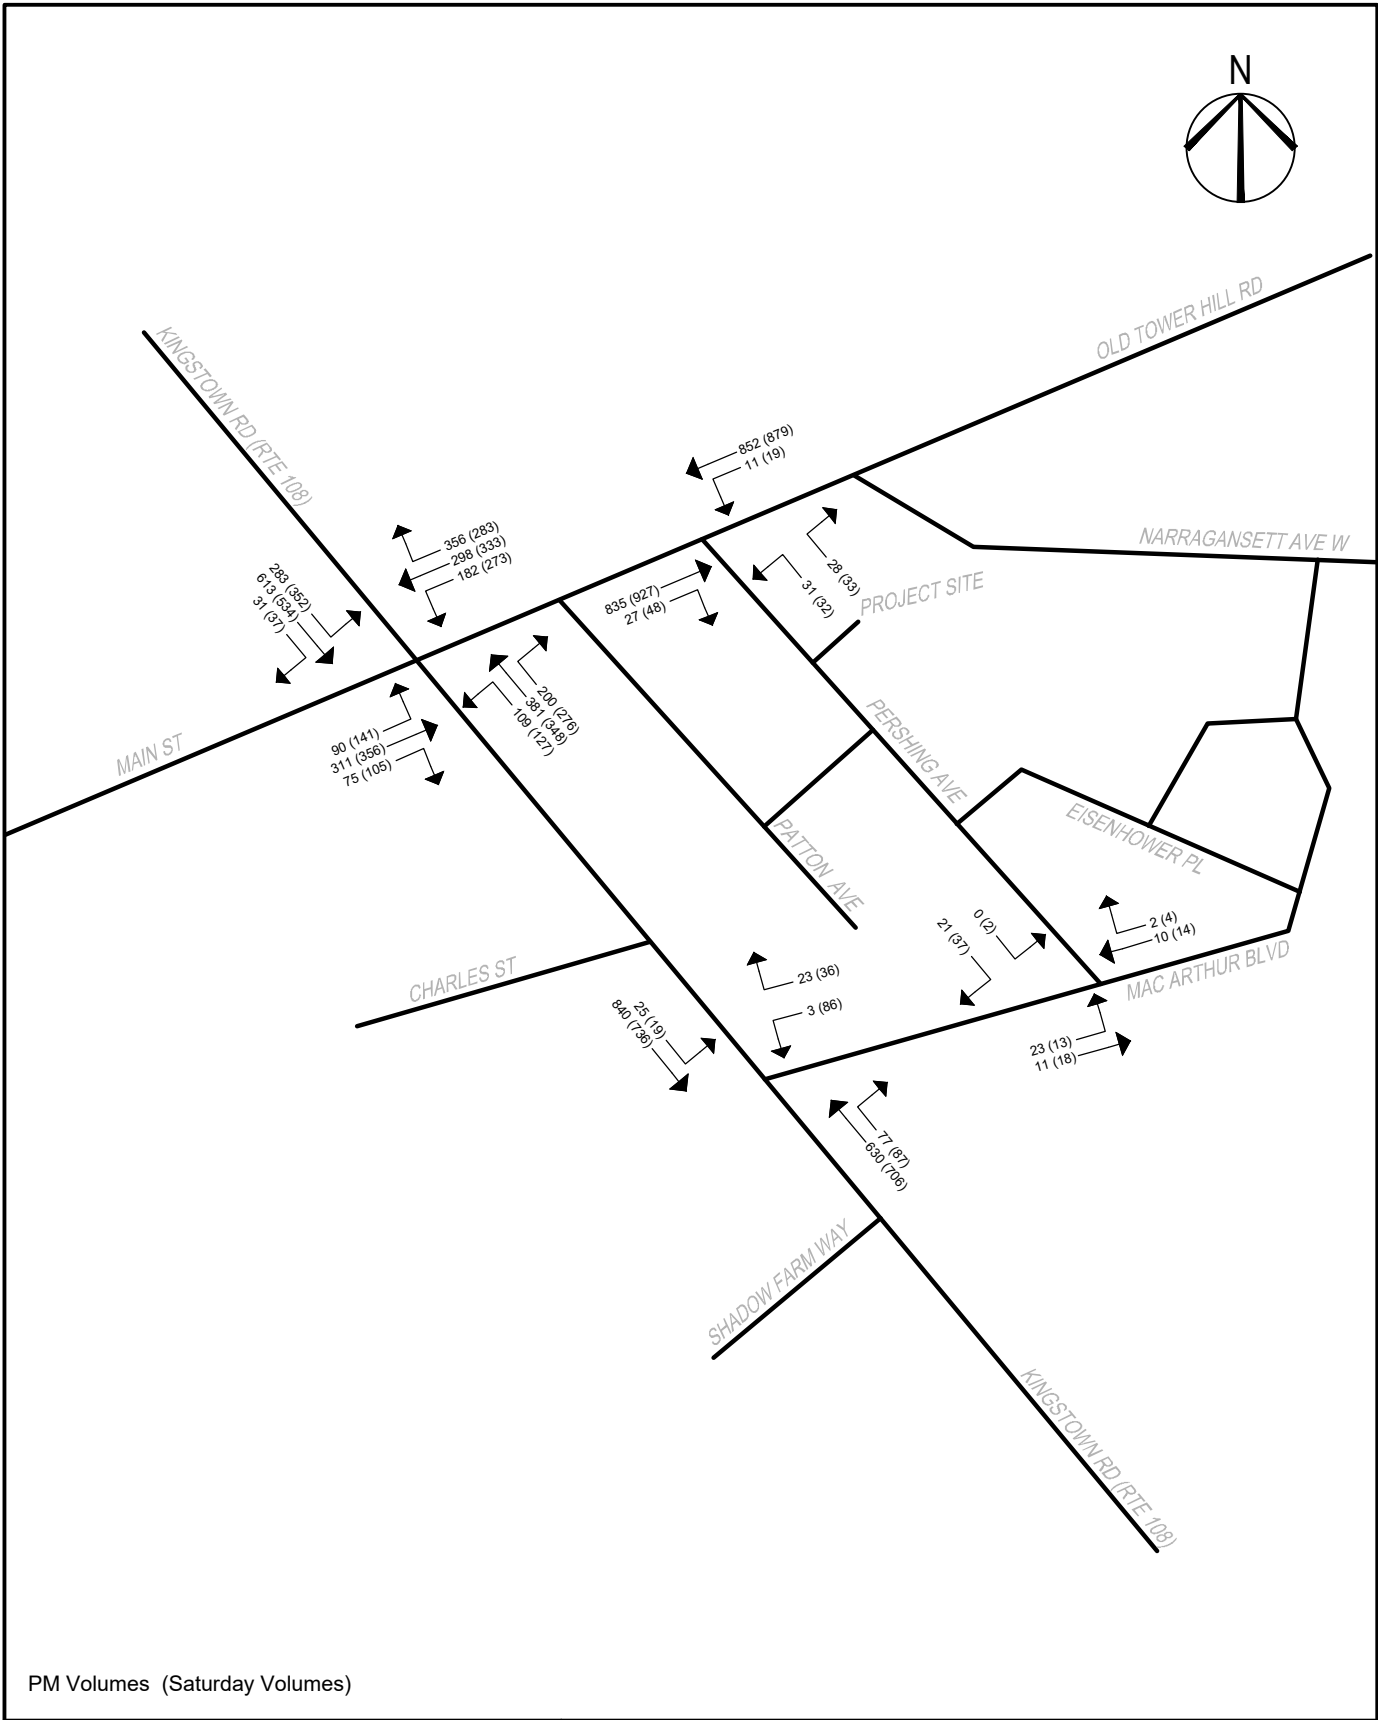 N
OLD TOWER HILL RD
KINGSTOWN RD (RTE 108)
852 (879)
11 (19)
NARRAGANSETT AVE W
356 (283)
298 (333)
182 (273)
283 (352)
613 (534)
31 (37)
835 (927)
27 (48)
28 (33)
31 (32)
PROJECT SITE
200 (276)
381 (348)
109 (127)
90 (141)
311 (356)
75 (105)
MAIN ST
PERSHING AVE
EISENHOWER PL
PATTON AVE
0 (2)
21 (37)
2 (4)
10 (14)
MAC ARTHUR BLVD
CHARLES ST
23 (36)
3 (86)
25 (19)
840 (736)
23 (13)
11 (18)
77 (87)
630 (706)
SHADOW FARM WAY
KINGSTOWN RD (RTE 108)
PM Volumes (Saturday Volumes)